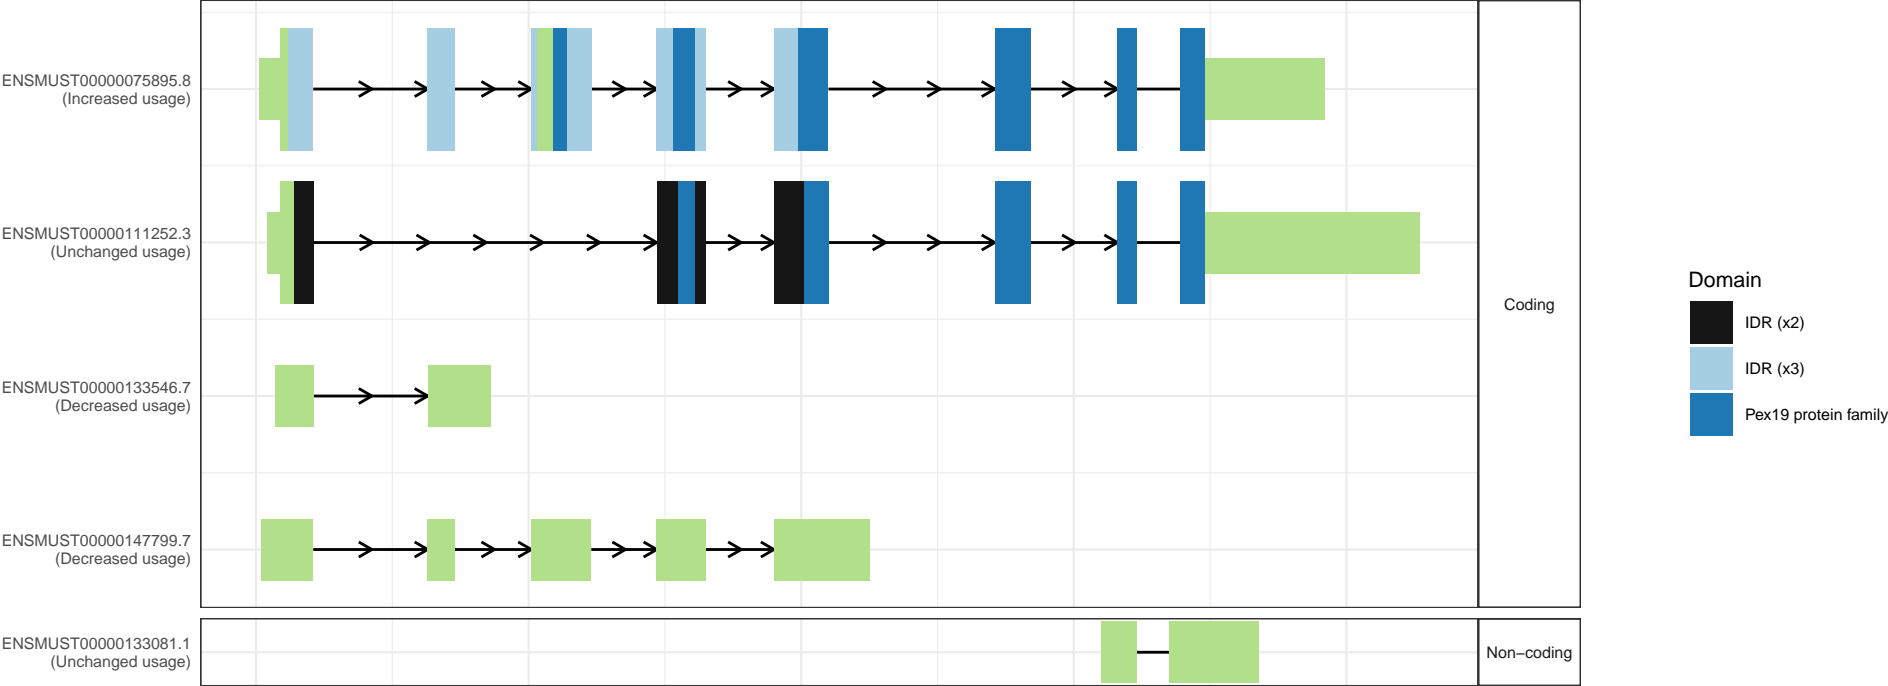 ENSMUST00000075895.8
(Increased usage)
ENSMUST00000111252.3
(Unchanged usage)
ENSMUST00000133546.7
(Decreased usage)
ENSMUST00000147799.7
(Decreased usage)
ENSMUST00000133081.1
(Unchanged usage)
Coding
Non−coding
Domain
IDR (x2)
IDR (x3)
Pex19 protein family